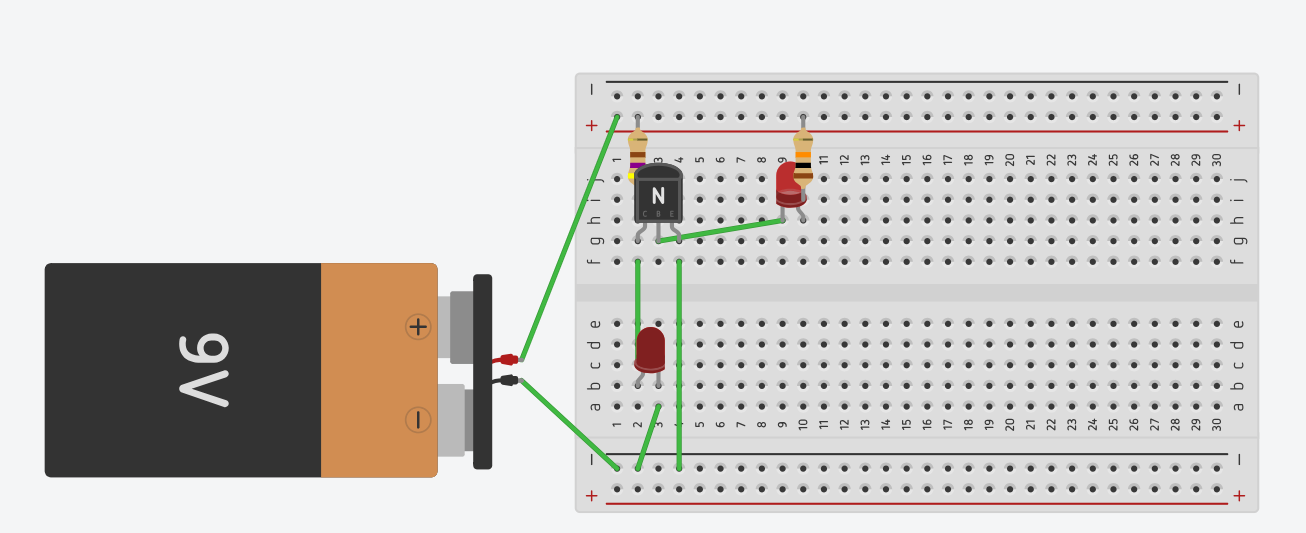 − −
+ +
1 2 3 4 5 6 7 8 9 10 11 12 13 14 15 16 17 18 19 20 21 22 23 24 25 26 27 28 29 30
j j
i i
N
C B E
h h
g g
f f
9V
+
−
e e
d d
c c
b b
a a
1 2 3 4 5 6 7 8 9 10 11 12 13 14 15 16 17 18 19 20 21 22 23 24 25 26 27 28 29 30
− −
+ +